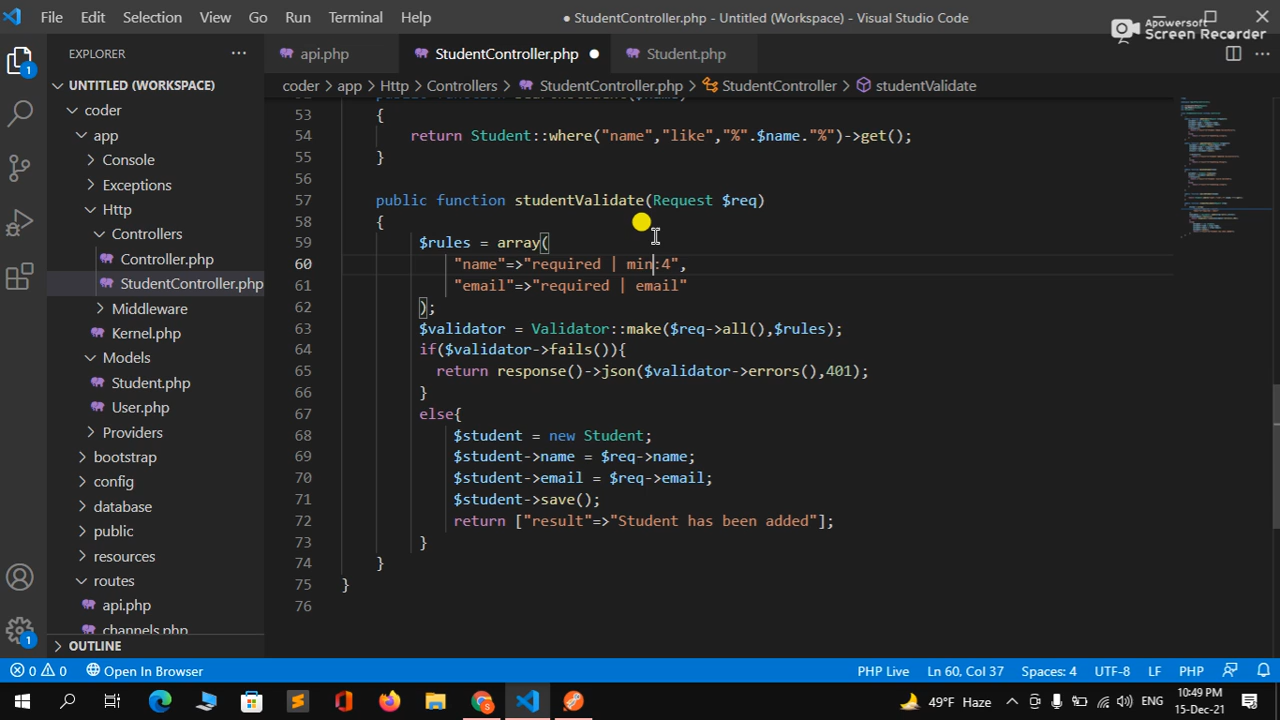 File Edit Selection View Go Run Terminal Help
● StudentController.php - Untitled (Workspace) - Visual Studio Code
Apowersoft
Screen Recorder
EXPLORER
api.php StudentController.php Student.php
UNTITLED (WORKSPACE)
coder > app > Http > Controllers > StudentController.php > StudentController > studentValidate
coder
app
Console
Exceptions
Http
Controllers
Controller.php
StudentController.php
Middleware
Kernel.php
Models
Student.php
User.php
Providers
bootstrap
config
database
public
resources
routes
api.php
channels.php
OUTLINE
53 {
54 return Student::where("name","like","%".$name."%")->get();
55 }
56
57 public function studentValidate(Request $req)
58 {
59 $rules = array(
60 "name"=>"required | min:4",
61 "email"=>"required | email"
62 );
63 $validator = Validator::make($req->all(),$rules);
64 if($validator->fails()){
65 return response()->json($validator->errors(),401);
66 }
67 else{
68 $student = new Student;
69 $student->name = $req->name;
70 $student->email = $req->email;
71 $student->save();
72 return ["result"=>"Student has been added"];
73 }
74 }
75 }
76
0 0 Open In Browser PHP Live Ln 60, Col 37 Spaces: 4 UTF-8 LF PHP
49°F Haze ENG 10:49 PM
15-Dec-21